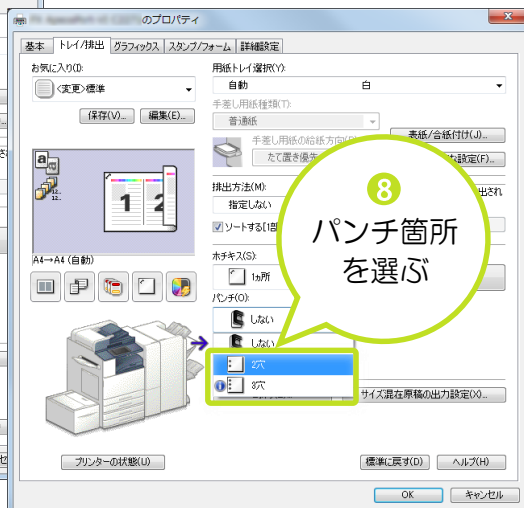 のプロパティ
基本 トレイ/排出 グラフィックス スタンプ/フォーム 詳細設定
お気に入り(I):
<変更>標準
保存(V)... 編集(E)...
A4→A4 (自動)
プリンターの状態(U)
用紙トレイ選択(Y):
自動 白
手差し用紙種類(T):
普通紙
手差し用紙の給紙方向
たて置き優先
表紙/合紙付け(J)...
設定(F)...
排出方法(M):
指定しない
出され
ソートする[1部
ホチキス(S):
1ヵ所
パンチ(O):
しない
しない
2穴
3穴
8
パンチ箇所
を選ぶ
サイズ混在原稿の出力設定(X)...
標準に戻す(D) ヘルプ(H)
OK キャンセル